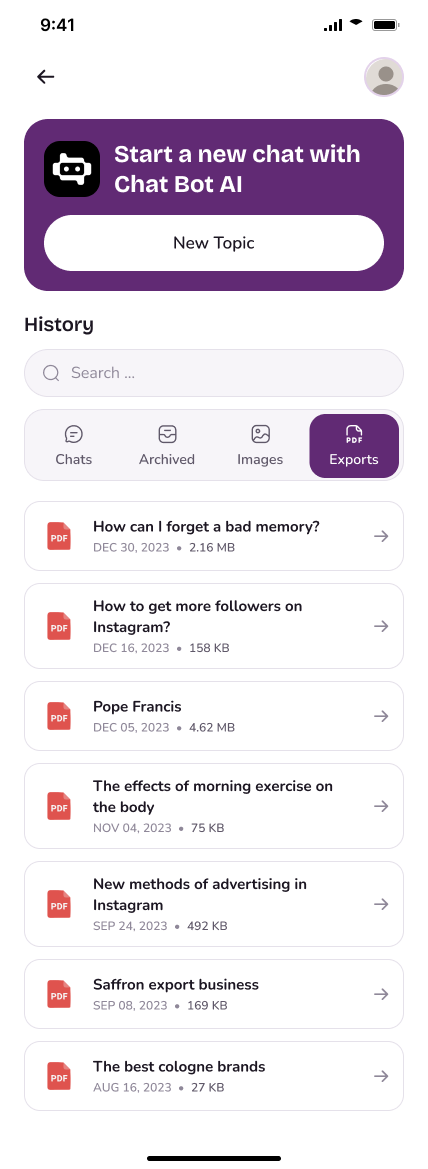 9:41
Start a new chat with
Chat Bot AI
New Topic
History
Search ...
Chats
Archived
Images
PDF
Exports
PDF
How can I forget a bad memory?
DEC 30, 2023 • 2.16 MB
PDF
How to get more followers on
Instagram?
DEC 16, 2023 • 158 KB
PDF
Pope Francis
DEC 05, 2023 • 4.62 MB
PDF
The effects of morning exercise on
the body
NOV 04, 2023 • 75 KB
PDF
New methods of advertising in
Instagram
SEP 24, 2023 • 492 KB
PDF
Saffron export business
SEP 08, 2023 • 169 KB
PDF
The best cologne brands
AUG 16, 2023 • 27 KB